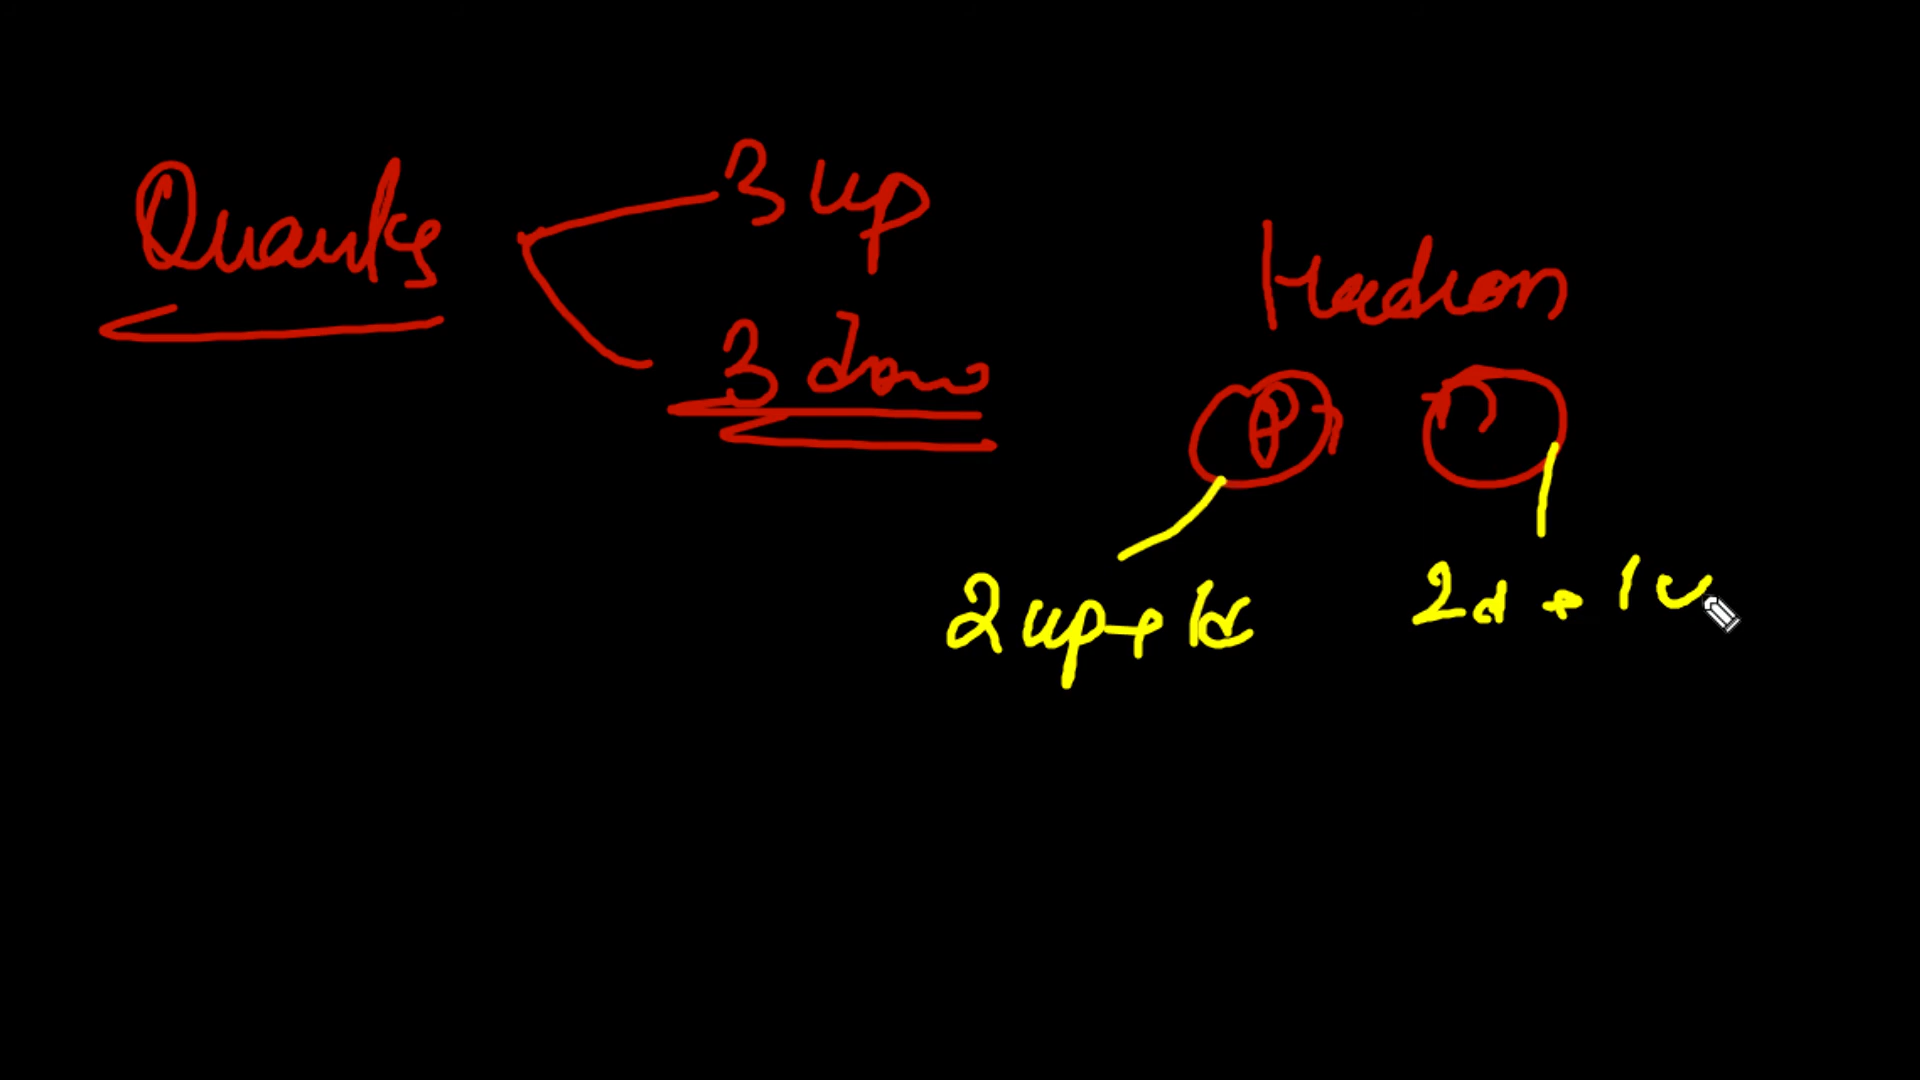 Quarks
3 up
3 down
Hadron
P n
2 up + 1d
2d + 1u